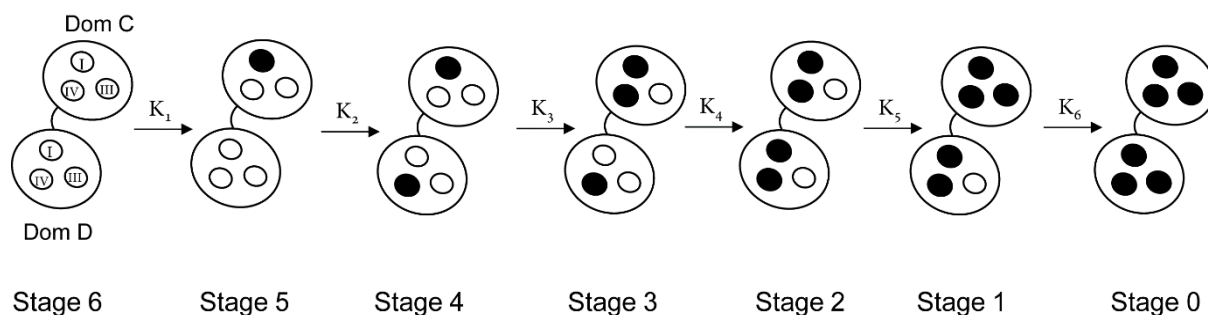 Dom C
I
IV III
K₁ K₂ K₃ K₄ K₅ K₆
I
IV III
Dom D
Stage 6 Stage 5 Stage 4 Stage 3 Stage 2 Stage 1 Stage 0